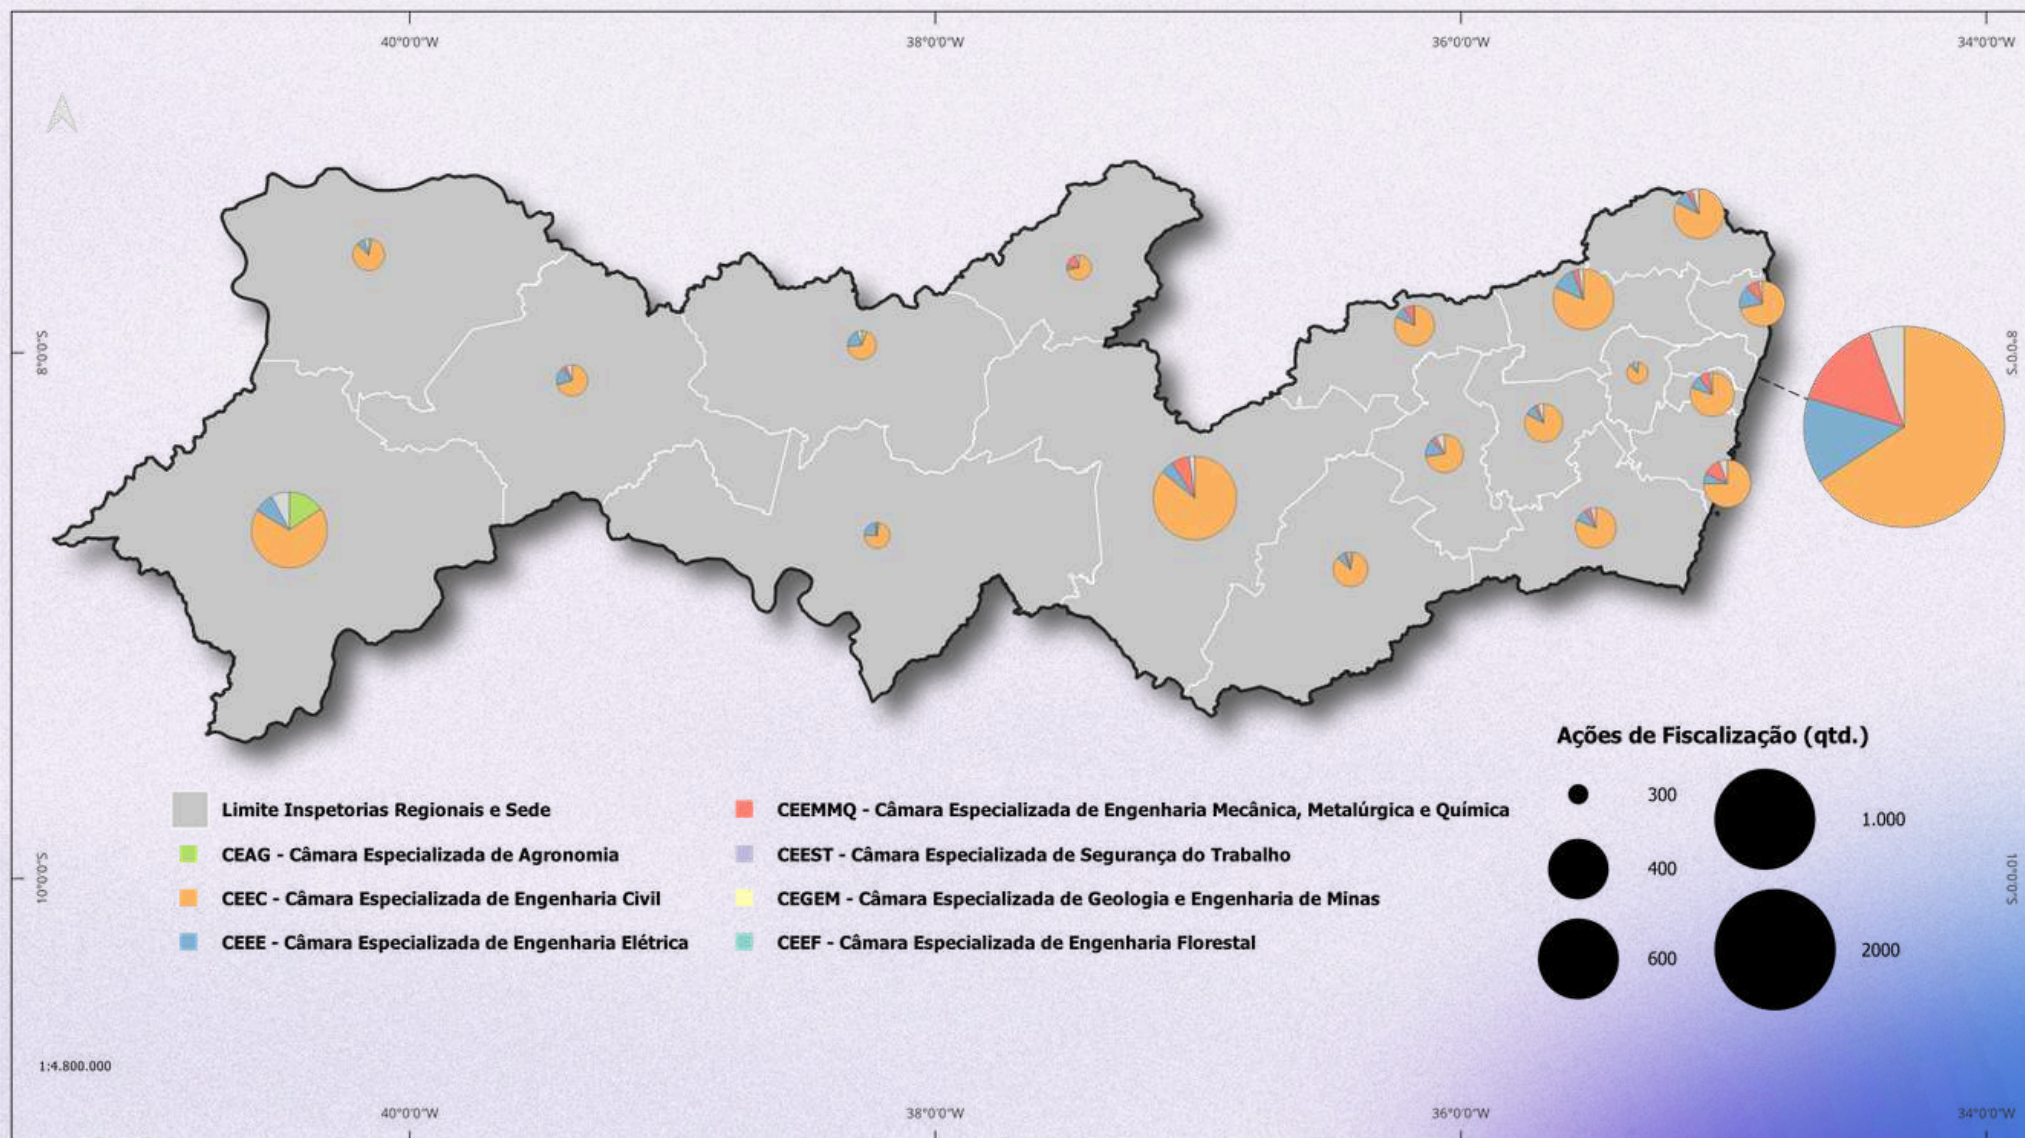 40°0'0"W
38°0'0"W
36°0'0"W
34°0'0"W
8°0'0"S
8°0'0"S
Ações de Fiscalização (qtd.)
300
1.000
400
600
2000
Limite Inspetorias Regionais e Sede
CEAG - Câmara Especializada de Agronomia
CEEC - Câmara Especializada de Engenharia Civil
CEEE - Câmara Especializada de Engenharia Elétrica
CEEMMQ - Câmara Especializada de Engenharia Mecânica, Metalúrgica e Química
CEEST - Câmara Especializada de Segurança do Trabalho
CEGEM - Câmara Especializada de Geologia e Engenharia de Minas
CEEF - Câmara Especializada de Engenharia Florestal
10°0'0"S
10°0'0"S
1:4.800.000
40°0'0"W
38°0'0"W
36°0'0"W
34°0'0"W